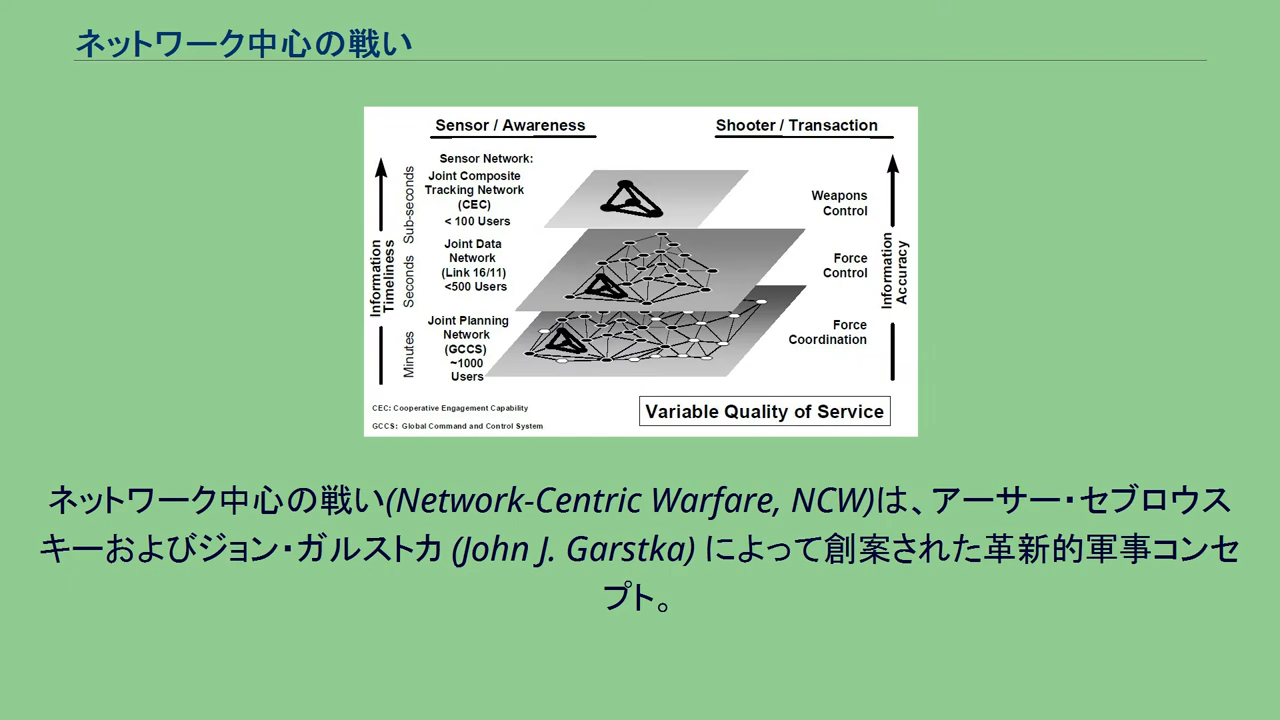 ネットワーク中心の戦い
Sensor / Awareness
Shooter / Transaction
Information Timeliness
Sub-seconds
Seconds
Minutes
Sensor Network:
Joint Composite
Tracking Network
(CEC)
< 100 Users
Joint Data
Network
(Link 16/11)
<500 Users
Joint Planning
Network
(GCCS)
~1000
Users
Weapons
Control
Force
Control
Force
Coordination
Information Accuracy
CEC: Cooperative Engagement Capability
GCCS: Global Command and Control System
Variable Quality of Service
ネットワーク中心の戦い(Network-Centric Warfare, NCW)は、アーサー・セブロウス
キーおよびジョン・ガルストカ (John J. Garstka) によって創案された革新的軍事コンセ
プト。